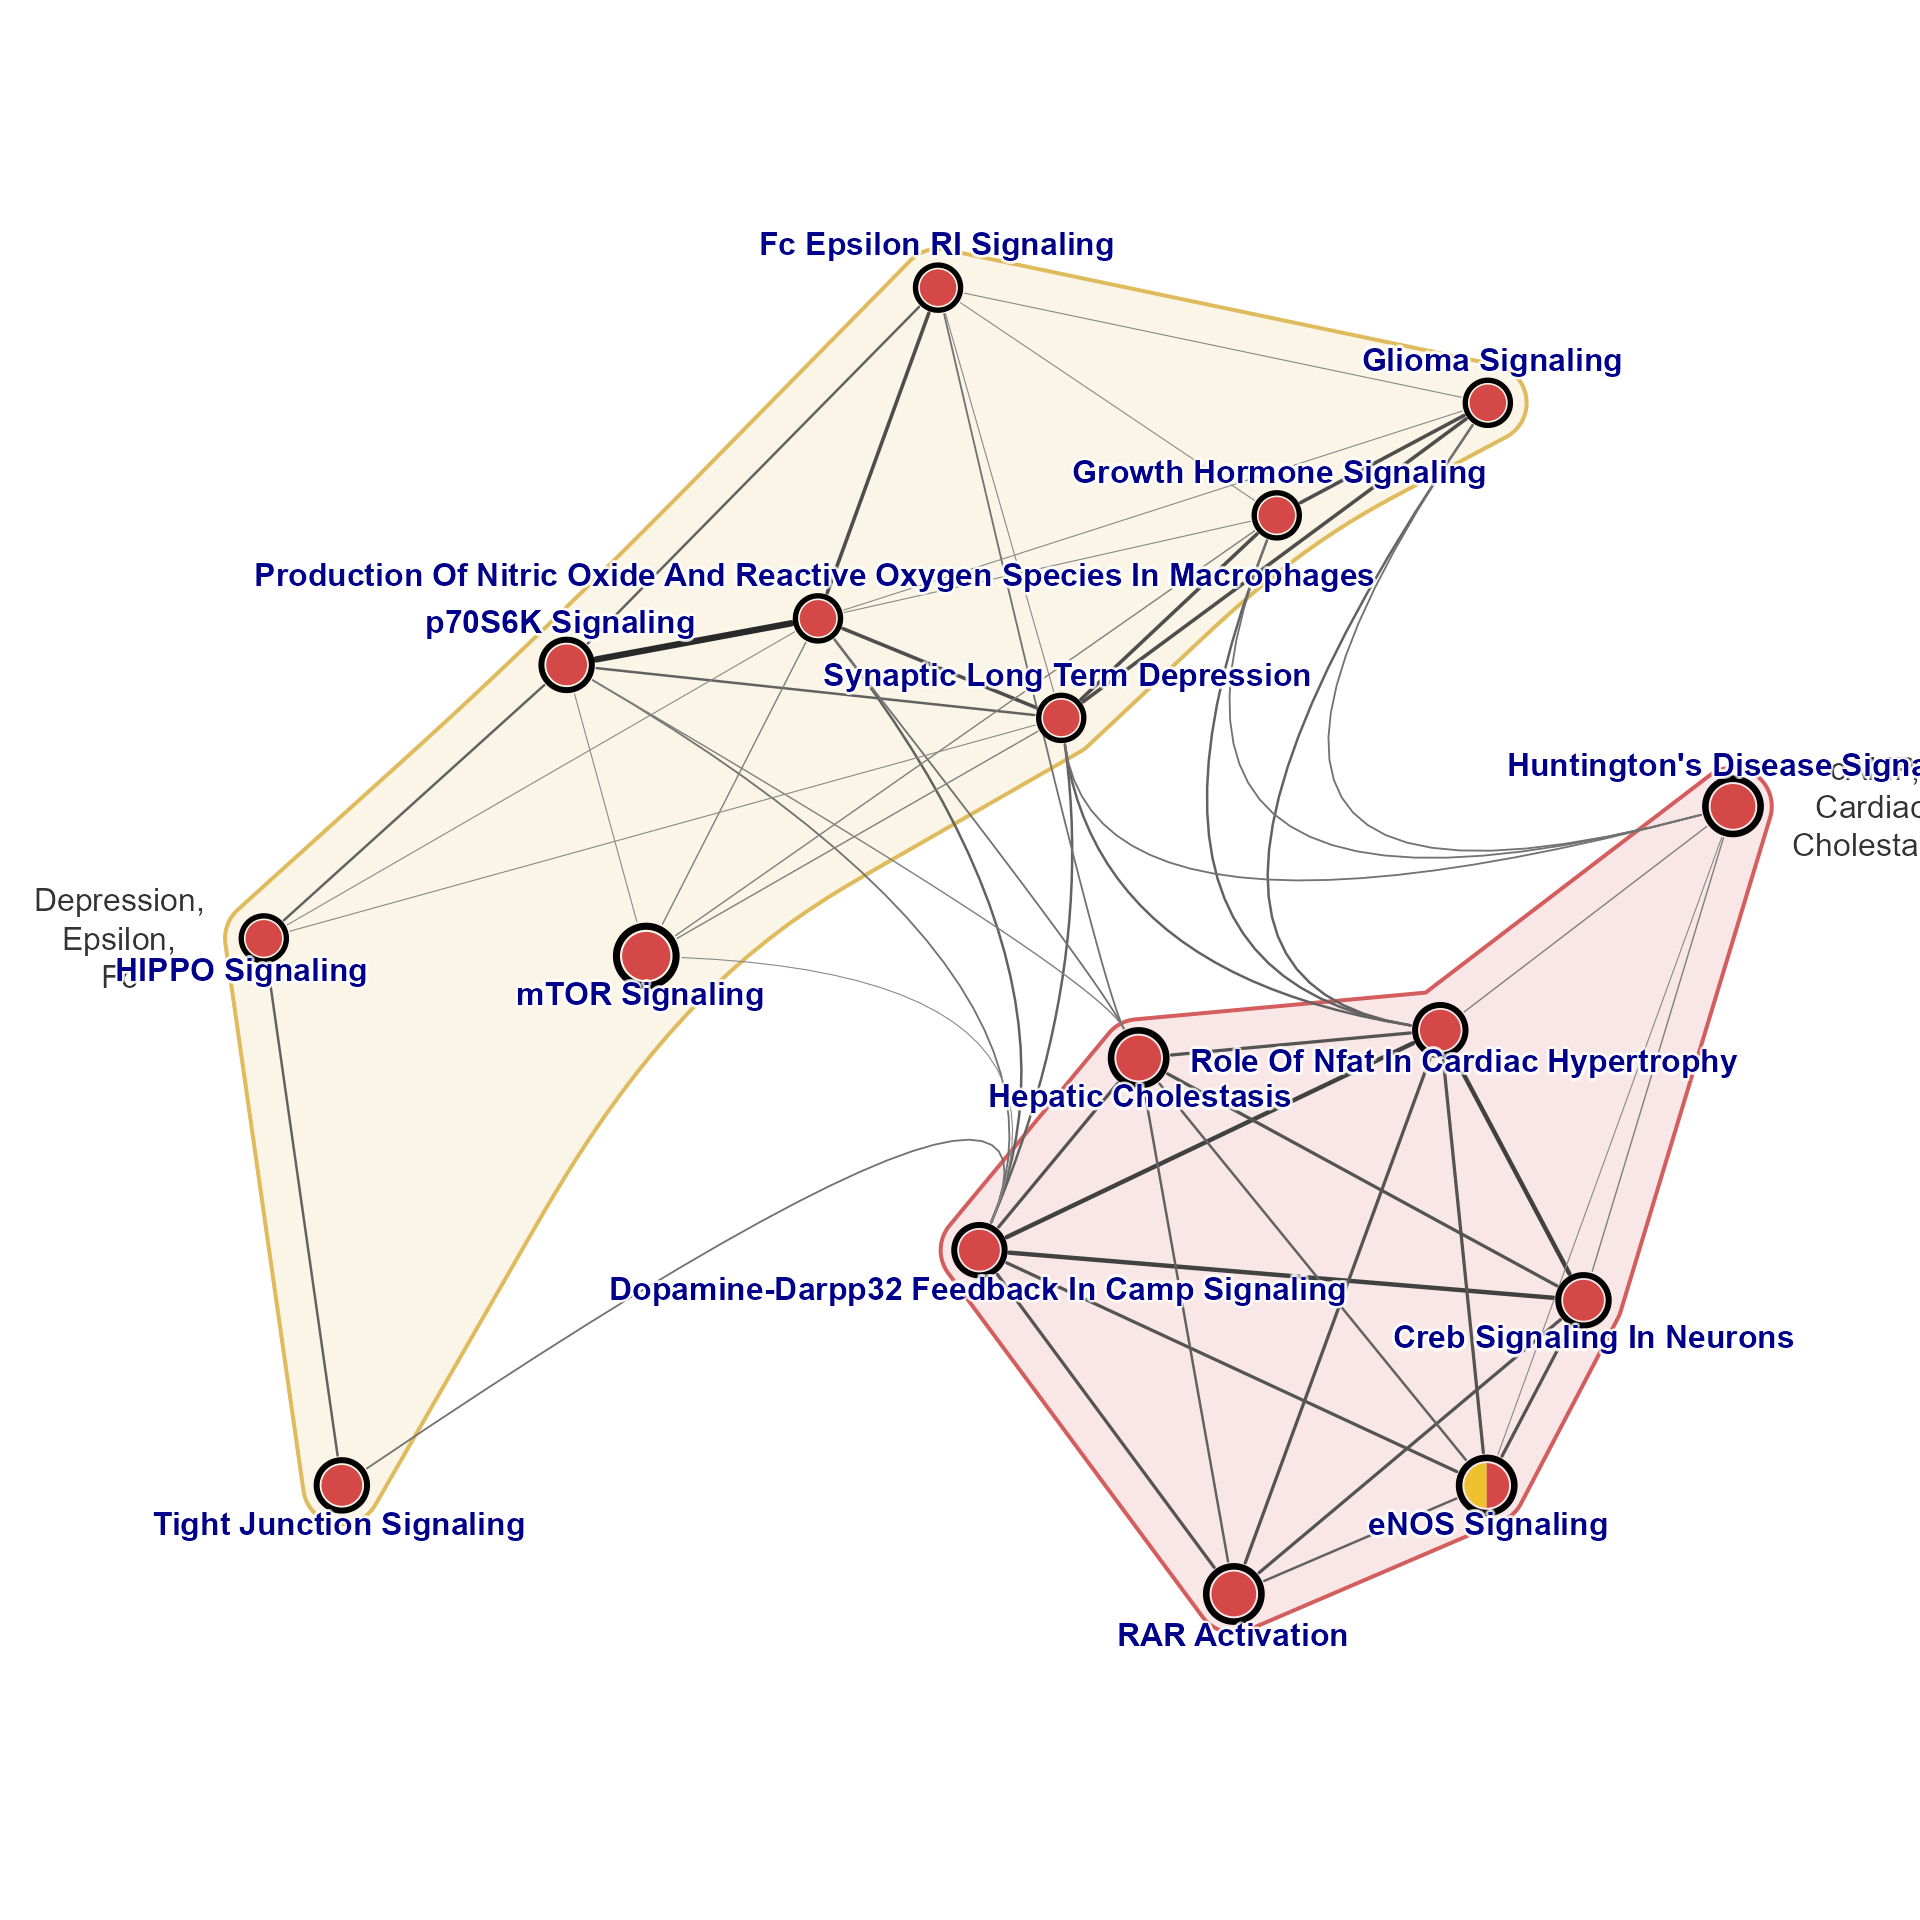 Fc Epsilon RI Signaling
Glioma Signaling
Growth Hormone Signaling
Production Of Nitric Oxide And Reactive Oxygen Species In Macrophages
p70S6K Signaling
Synaptic Long Term Depression
Huntington's Disease
Cardiac
Depression,
Epsilon,
Fc
HIPPO Signaling
mTOR Signaling
Role Of Nfat In Cardiac Hypertrophy
Hepatic Cholestasis
Dopamine-Darpp32 Feedback In Camp Signaling
Creb Signaling In Neurons
Tight Junction Signaling
eNOS Signaling
RAR Activation